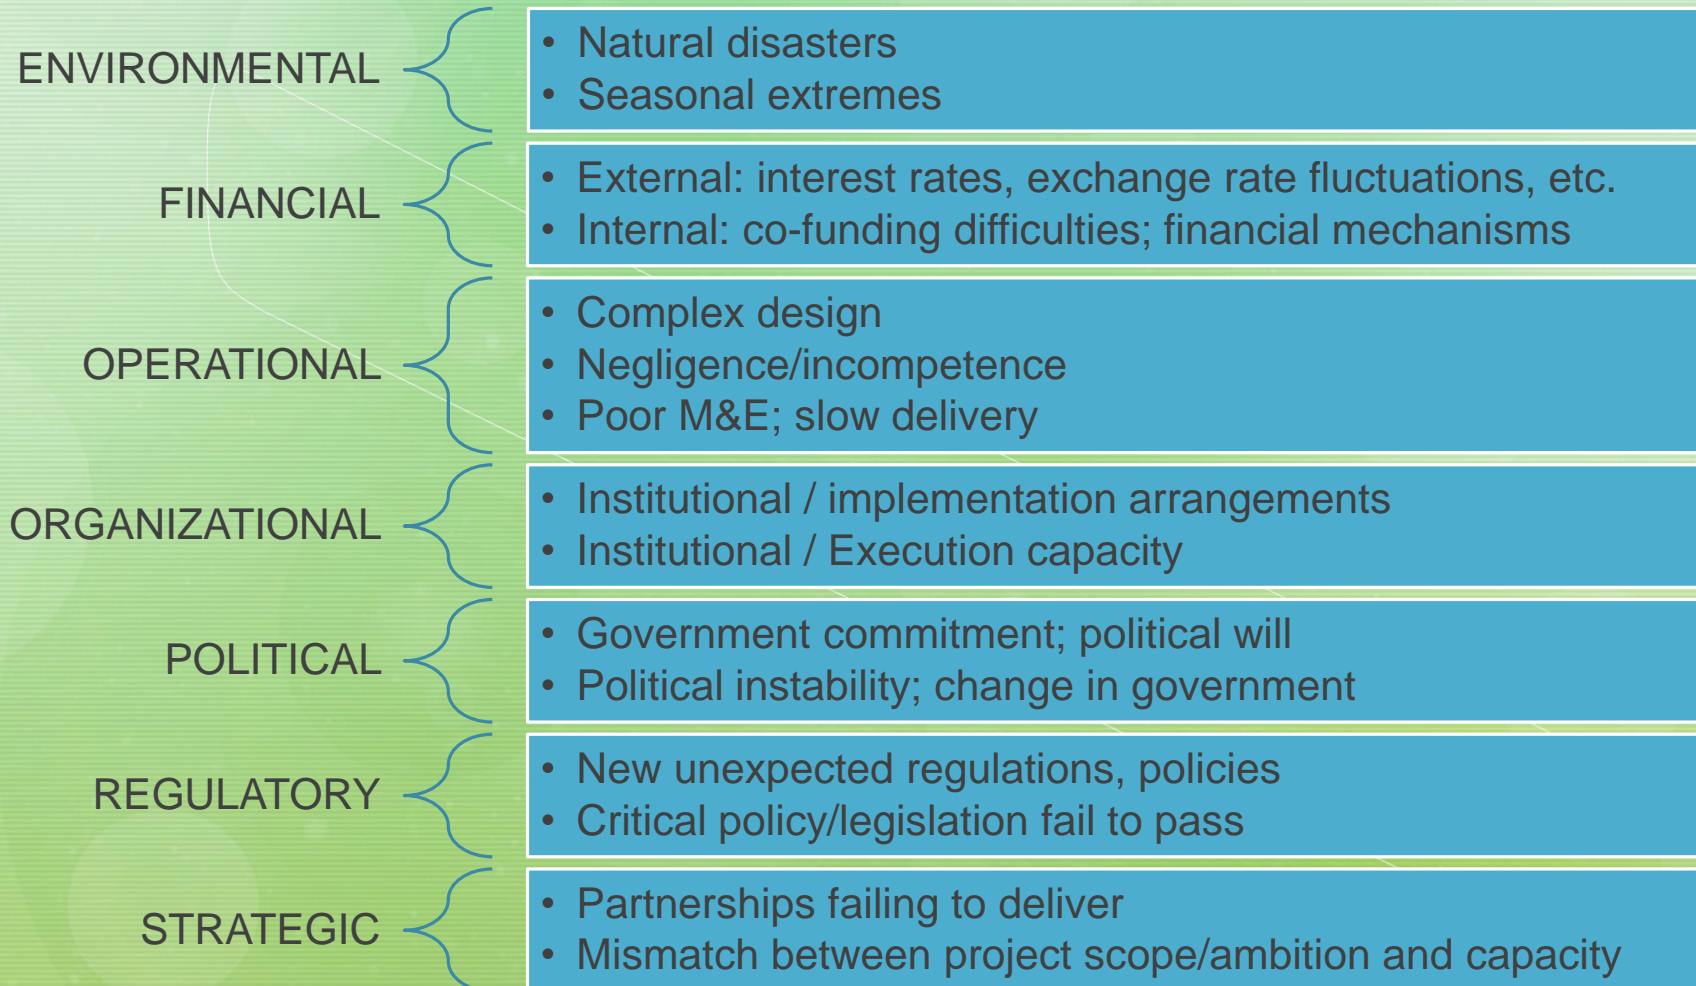 ENVIRONMENTAL
• Natural disasters
• Seasonal extremes
FINANCIAL
• External: interest rates, exchange rate fluctuations, etc.
• Internal: co-funding difficulties; financial mechanisms
OPERATIONAL
• Complex design
• Negligence/incompetence
• Poor M&E; slow delivery
ORGANIZATIONAL
• Institutional / implementation arrangements
• Institutional / Execution capacity
POLITICAL
• Government commitment; political will
• Political instability; change in government
REGULATORY
• New unexpected regulations, policies
• Critical policy/legislation fail to pass
STRATEGIC
• Partnerships failing to deliver
• Mismatch between project scope/ambition and capacity